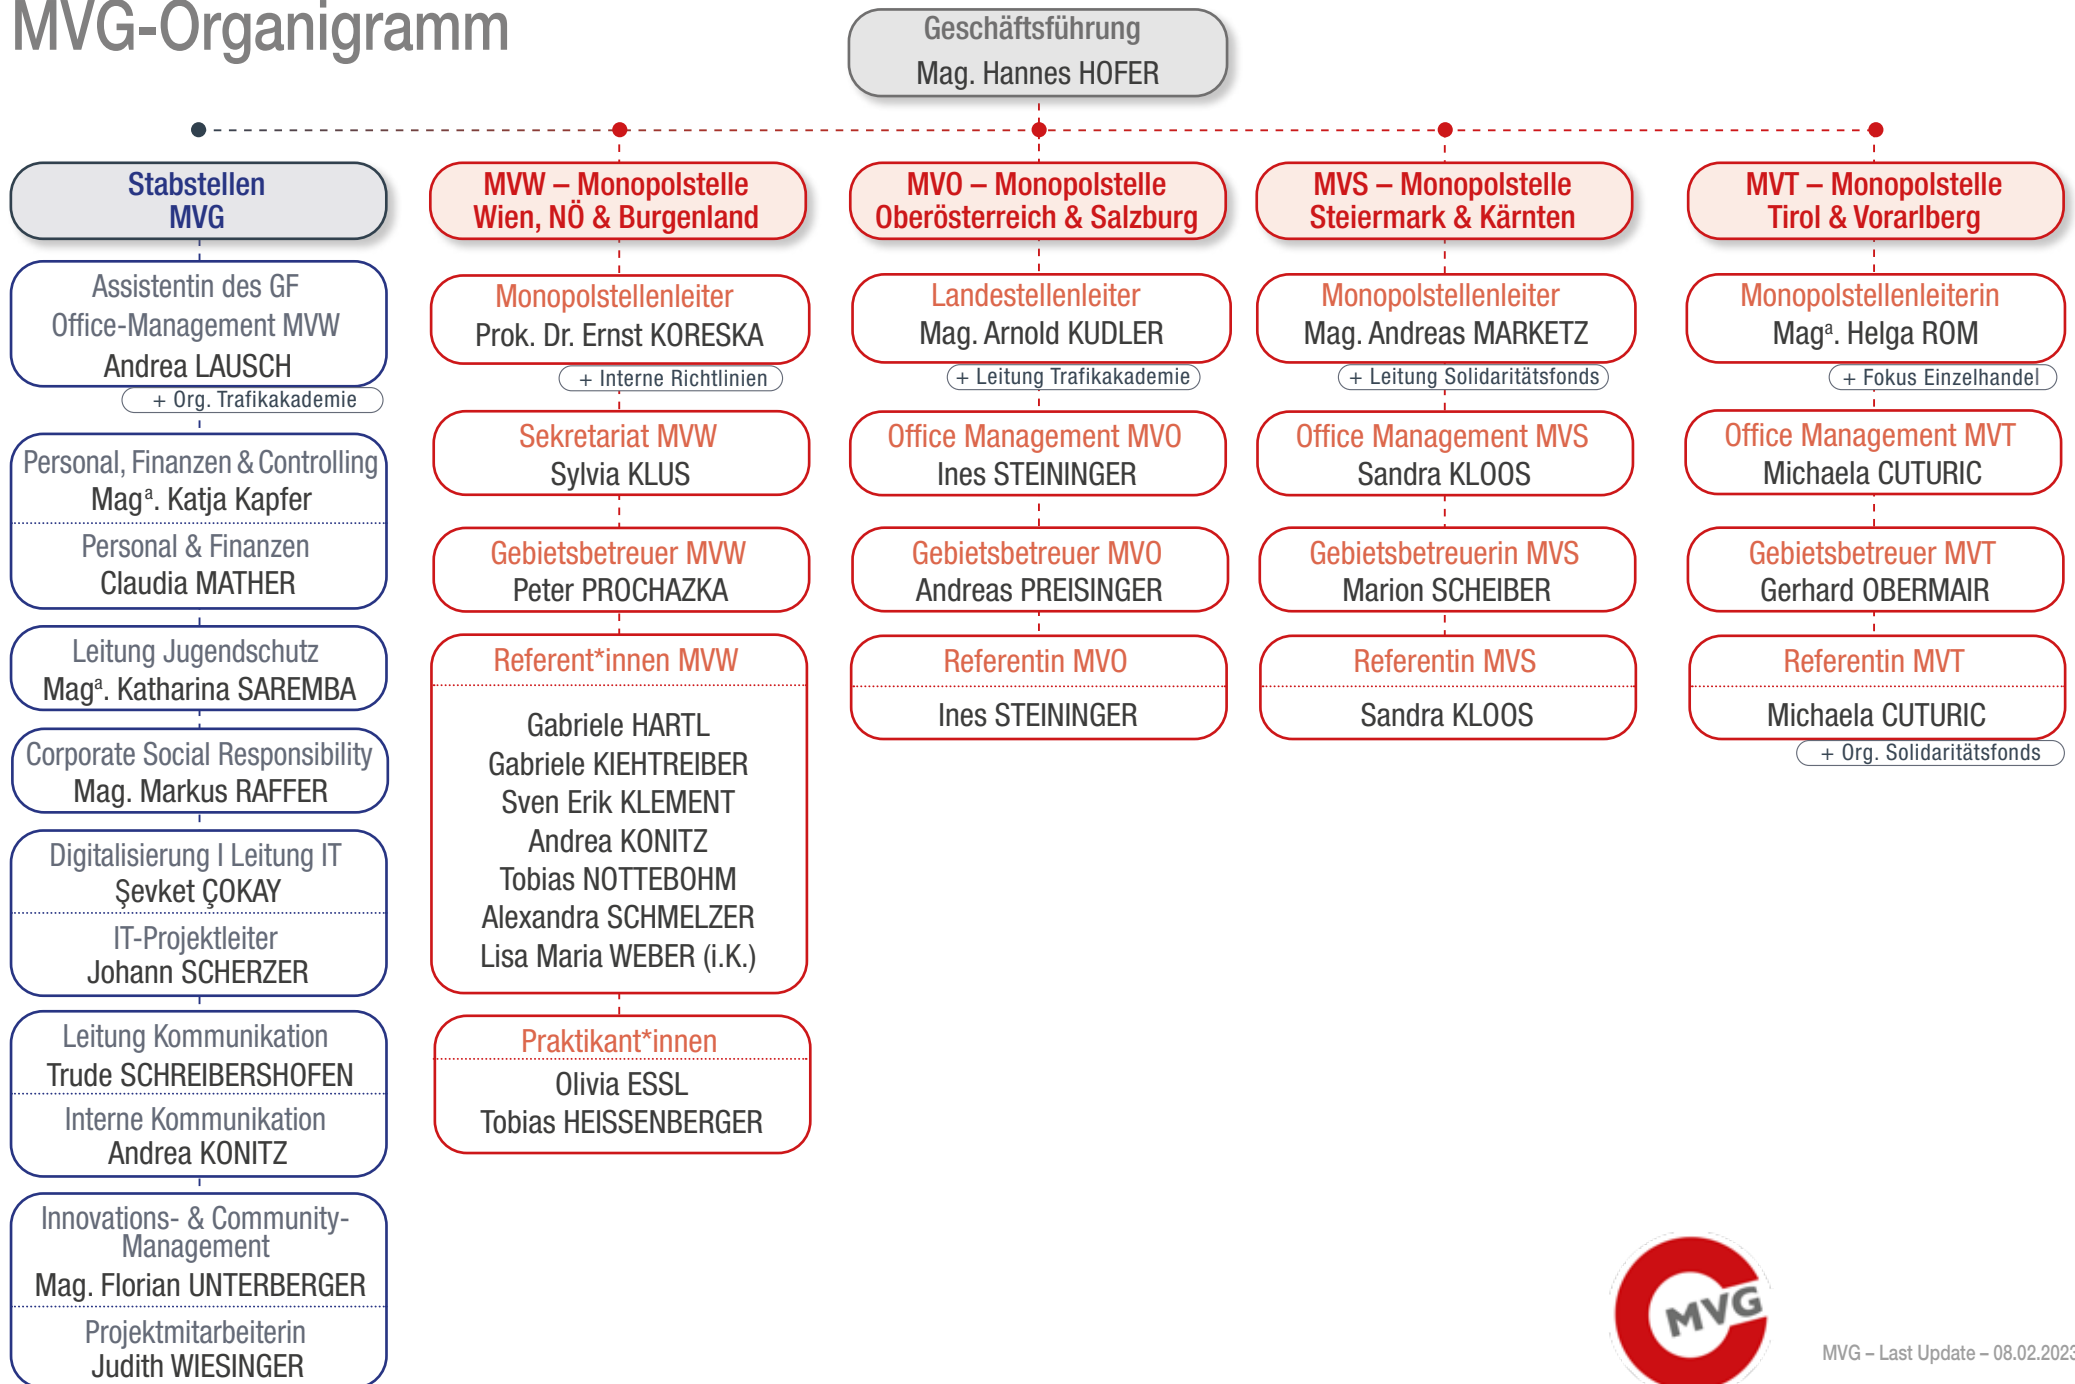 MVG-Organigramm
Geschäftsführung
Mag. Hannes HOFER
Stabstellen
MVG
Assistentin des GF
Office-Management MVW
Andrea LAUSCH
+ Org. Trafikakademie
Personal, Finanzen & Controlling
Magª. Katja Kapfer
Personal & Finanzen
Claudia MATHER
Leitung Jugendschutz
Magª. Katharina SAREMBA
Corporate Social Responsibility
Mag. Markus RAFFER
Digitalisierung I Leitung IT
Şevket ÇOKAY
IT-Projektleiter
Johann SCHERZER
Leitung Kommunikation
Trude SCHREIBERSHOFEN
Interne Kommunikation
Andrea KONITZ
Innovations- & Community-
Management
Mag. Florian UNTERBERGER
Projektmitarbeiterin
Judith WIESINGER
MVW – Monopolstelle
Wien, NÖ & Burgenland
Monopolstellenleiter
Prok. Dr. Ernst KORESKA
+ Interne Richtlinien
Sekretariat MVW
Sylvia KLUS
Gebietsbetreuer MVW
Peter PROCHAZKA
Referent*innen MVW
Gabriele HARTL
Gabriele KIEHTREIBER
Sven Erik KLEMENT
Andrea KONITZ
Tobias NOTTEBOHM
Alexandra SCHMELZER
Lisa Maria WEBER (i.K.)
Praktikant*innen
Olivia ESSL
Tobias HEISSENBERGER
MVO – Monopolstelle
Oberösterreich & Salzburg
Landestellenleiter
Mag. Arnold KUDLER
+ Leitung Trafikakademie
Office Management MVO
Ines STEININGER
Gebietsbetreuer MVO
Andreas PREISINGER
Referentin MVO
Ines STEININGER
MVS – Monopolstelle
Steiermark & Kärnten
Monopolstellenleiter
Mag. Andreas MARKETZ
+ Leitung Solidaritätsfonds
Office Management MVS
Sandra KLOOS
Gebietsbetreuerin MVS
Marion SCHEIBER
Referentin MVS
Sandra KLOOS
MVT – Monopolstelle
Tirol & Vorarlberg
Monopolstellenleiterin
Magª. Helga ROM
+ Fokus Einzelhandel
Office Management MVT
Michaela CUTURIC
Gebietsbetreuer MVT
Gerhard OBERMAIR
Referentin MVT
Michaela CUTURIC
+ Org. Solidaritätsfonds
MVG
MVG – Last Update – 08.02.2023